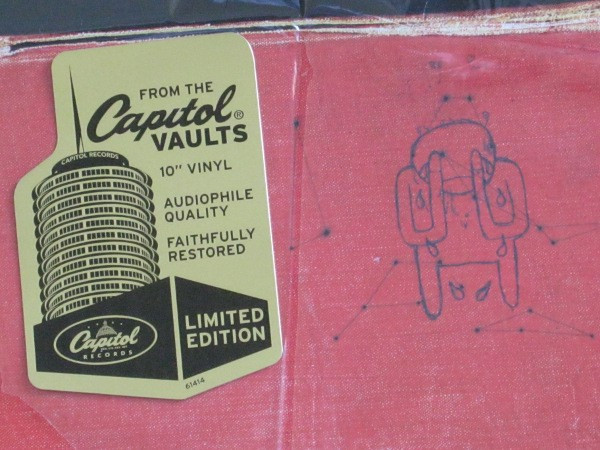 FROM THE
Capitol®
VAULTS
10" VINYL
AUDIOPHILE
QUALITY
FAITHFULLY
RESTORED
CAPITOL RECORDS
LIMITED
EDITION
Capitol
RECORDS
61414